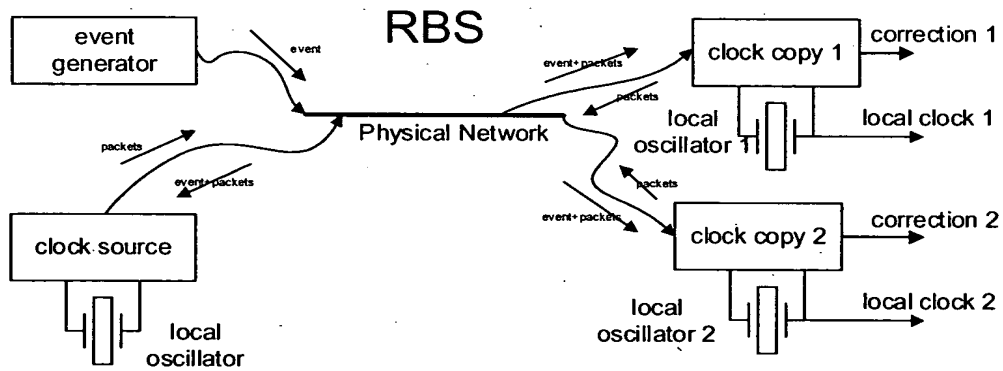 RBS
event
generator
event
clock copy 1
correction 1
event+packets
packets
local
oscillator 1
local clock 1
Physical Network
packets
event+packets
packets
event+packets
clock source
clock copy 2
correction 2
local
oscillator
local
oscillator 2
local clock 2